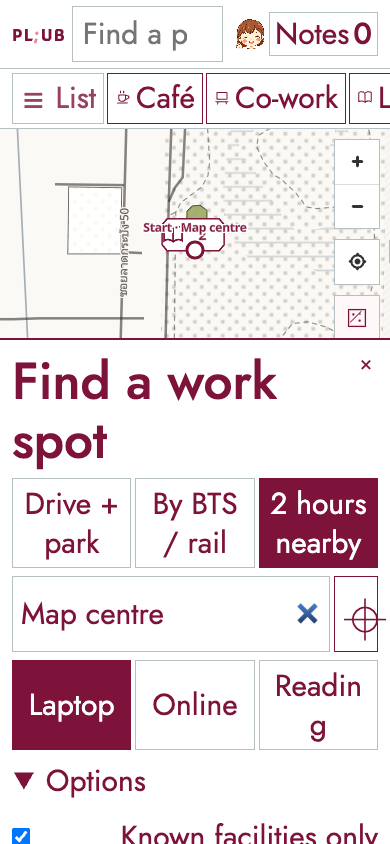 PL;UB
Find a p
Notes 0
List
Café
Co-work
L
Start · Map centre
2
Find a work
spot
×
Drive +
park
By BTS
/ rail
2 hours
nearby
Map centre
Laptop
Online
Readin
g
▼ Options
Known facilities only